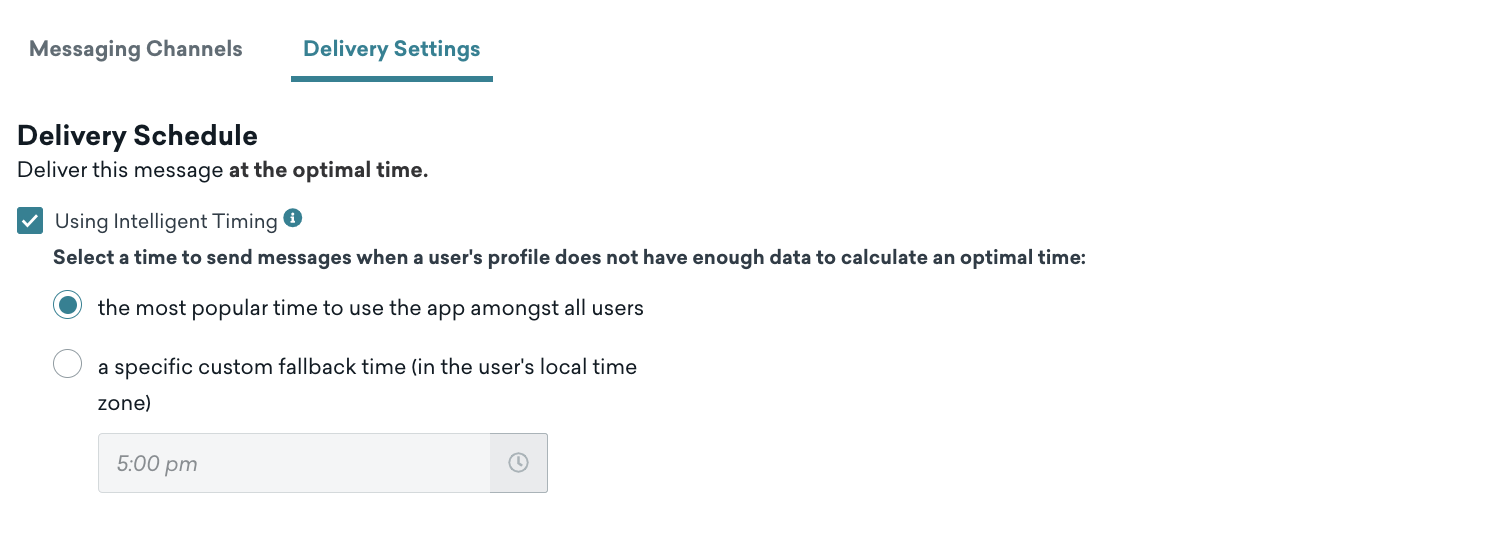 Messaging Channels
Delivery Settings
Delivery Schedule
Deliver this message at the optimal time.
Using Intelligent Timing
Select a time to send messages when a user's profile does not have enough data to calculate an optimal time:
the most popular time to use the app amongst all users
a specific custom fallback time (in the user's local time
zone)
5:00 pm